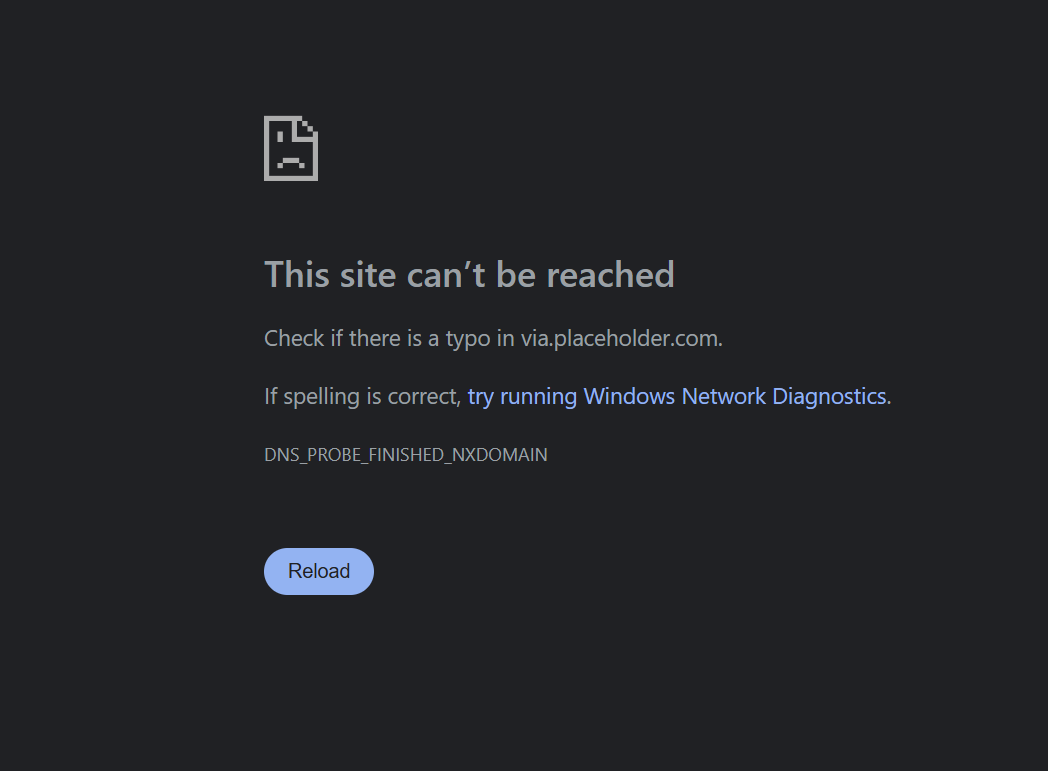 This site can’t be reached
Check if there is a typo in via.placeholder.com.
If spelling is correct, try running Windows Network Diagnostics.
DNS_PROBE_FINISHED_NXDOMAIN
Reload